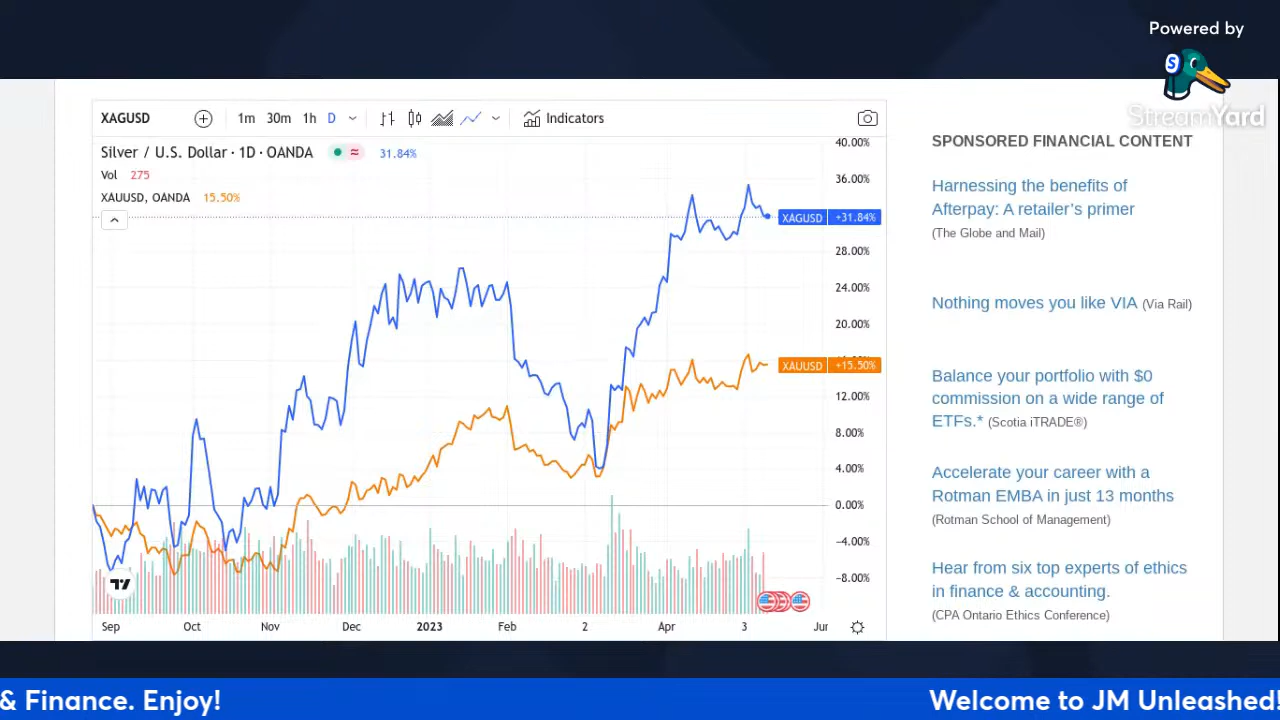 Powered by
StreamYard
XAGUSD
1m 30m 1h D
Indicators
Silver / U.S. Dollar · 1D · OANDA
31.84%
Vol 275
XAUUSD, OANDA 15.50%
40.00%
36.00%
XAGUSD +31.84%
28.00%
24.00%
20.00%
XAUUSD +15.50%
12.00%
8.00%
4.00%
0.00%
−4.00%
−8.00%
Sep Oct Nov Dec 2023 Feb 2 Apr 3 Jur
SPONSORED FINANCIAL CONTENT
Harnessing the benefits of
Afterpay: A retailer's primer
(The Globe and Mail)
Nothing moves you like VIA (Via Rail)
Balance your portfolio with $0
commission on a wide range of
ETFs.* (Scotia iTRADE®)
Accelerate your career with a
Rotman EMBA in just 13 months
(Rotman School of Management)
Hear from six top experts of ethics
in finance & accounting.
(CPA Ontario Ethics Conference)
& Finance. Enjoy!
Welcome to JM Unleashed!